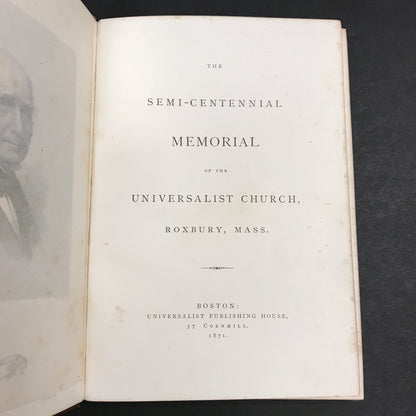 THE
SEMI-CENTENNIAL
MEMORIAL
OF THE
UNIVERSALIST CHURCH,
ROXBURY, MASS.
BOSTON:
UNIVERSALIST PUBLISHING HOUSE,
37 CORNHILL.
1871.